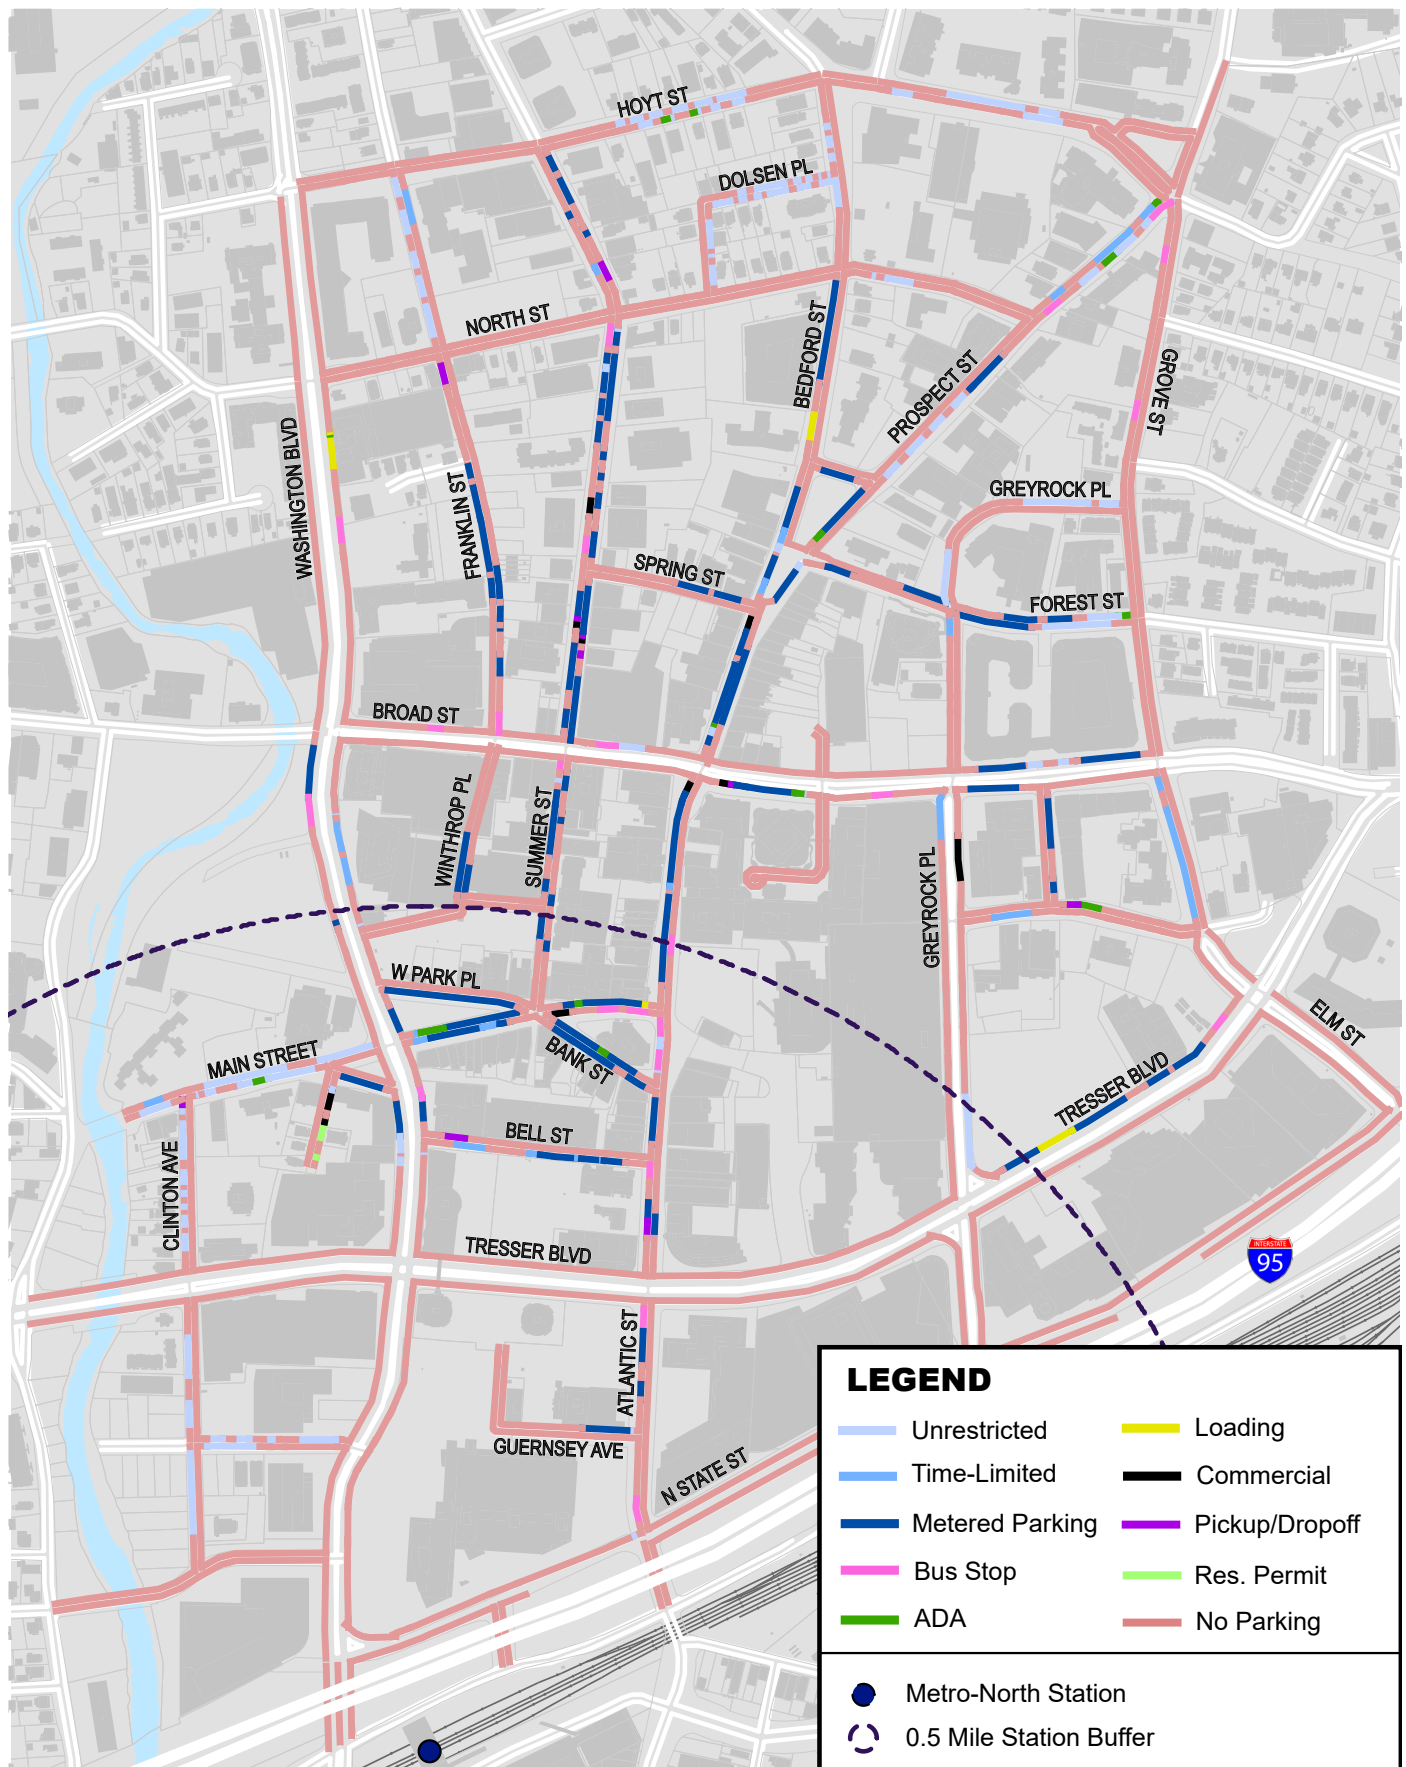 HOYT ST
DOLSEN PL
NORTH ST
BEDFORD ST
PROSPECT ST
GROVE ST
WASHINGTON BLVD
FRANKLIN ST
GREYROCK PL
SPRING ST
FOREST ST
BROAD ST
WINTHROP PL
SUMMER ST
GREYROCK PL
W PARK PL
MAIN STREET
BANK ST
ELM ST
TRESSER BLVD
BELL ST
CLINTON AVE
TRESSER BLVD
INTERSTATE
95
ATLANTIC ST
GUERNSEY AVE
N STATE ST
LEGEND
Unrestricted
Time-Limited
Metered Parking
Bus Stop
ADA
Loading
Commercial
Pickup/Dropoff
Res. Permit
No Parking
Metro-North Station
0.5 Mile Station Buffer